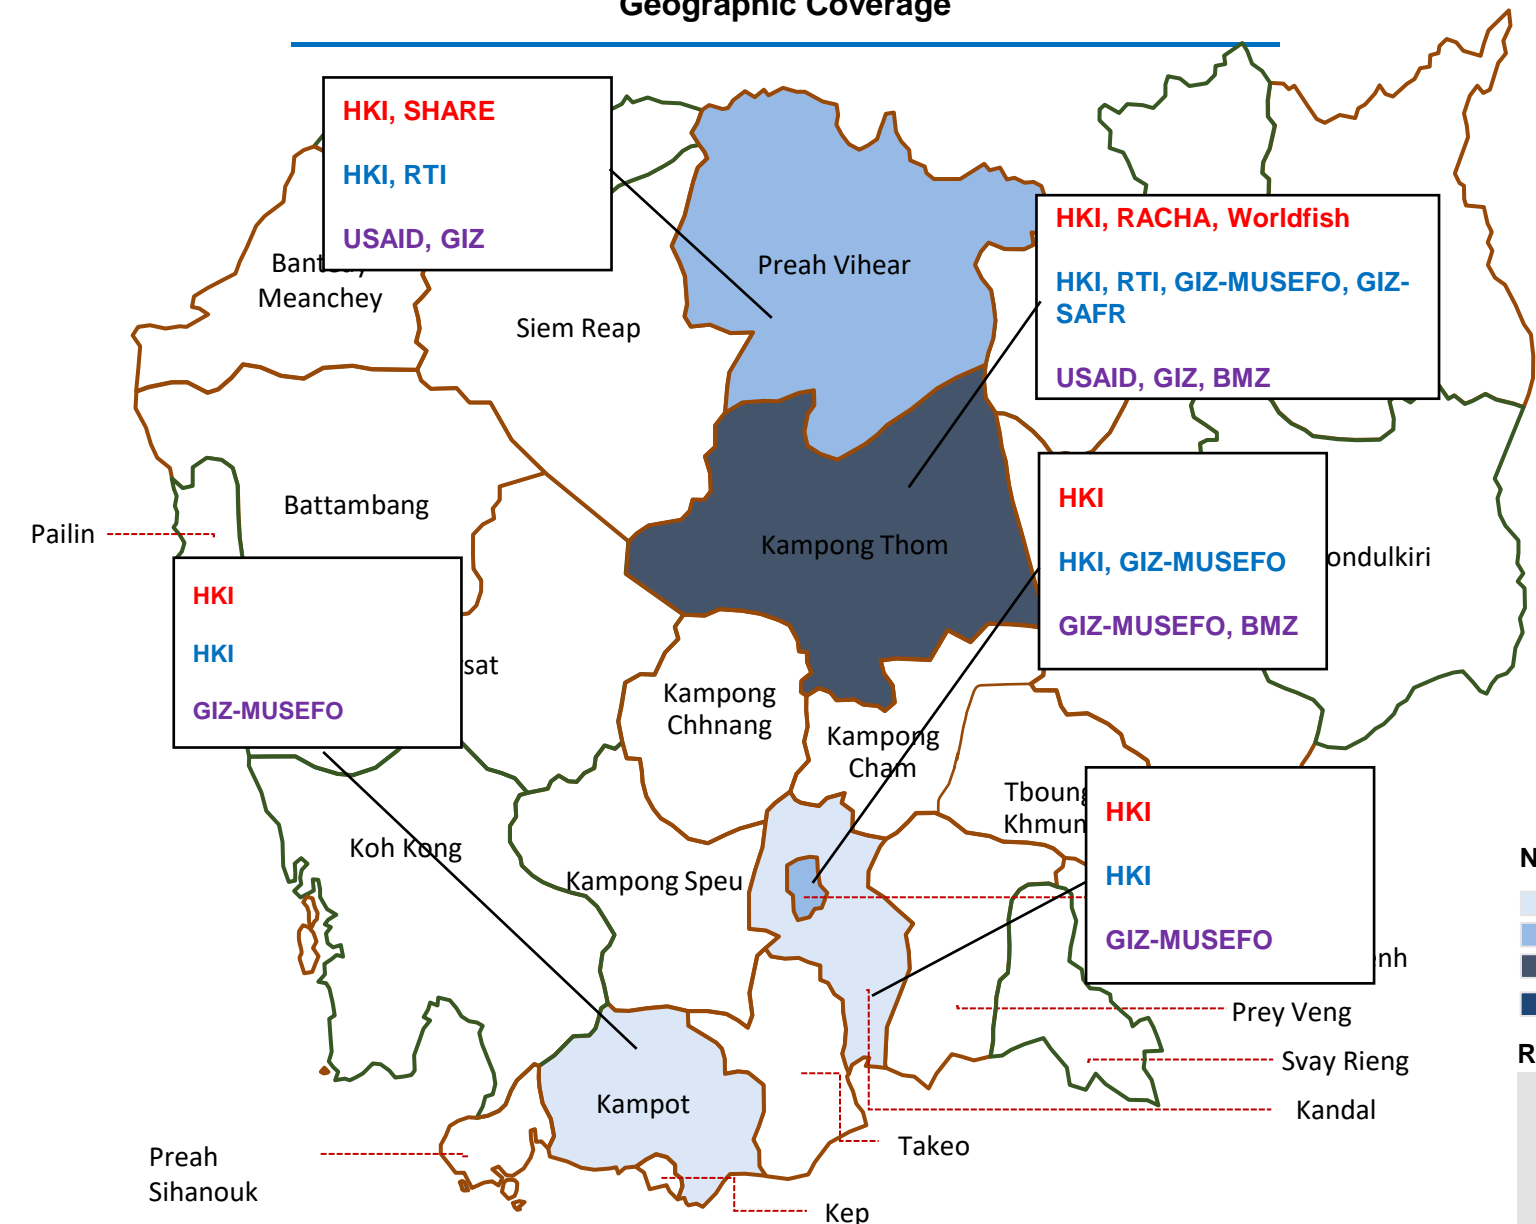 Geographic Coverage
HKI, SHARE
HKI, RTI
USAID, GIZ
HKI, RACHA, Worldfish
HKI, RTI, GIZ-MUSEFO, GIZ-
SAFR
USAID, GIZ, BMZ
Meanchey
Siem Reap
Preah Vihear
Battambang
Pailin
Kampong Thom
HKI
HKI, GIZ-MUSEFO
GIZ-MUSEFO, BMZ
ondulkiri
HKI
HKI
GIZ-MUSEFO
sat
Kampong
Chhnang
Kampong
Cham
Tboung
Khmun
Koh Kong
Kampong Speu
HKI
HKI
GIZ-MUSEFO
nh
Prey Veng
Svay Rieng
Kandal
Kampot
Takeo
Preah
Sihanouk
Kep
N
R